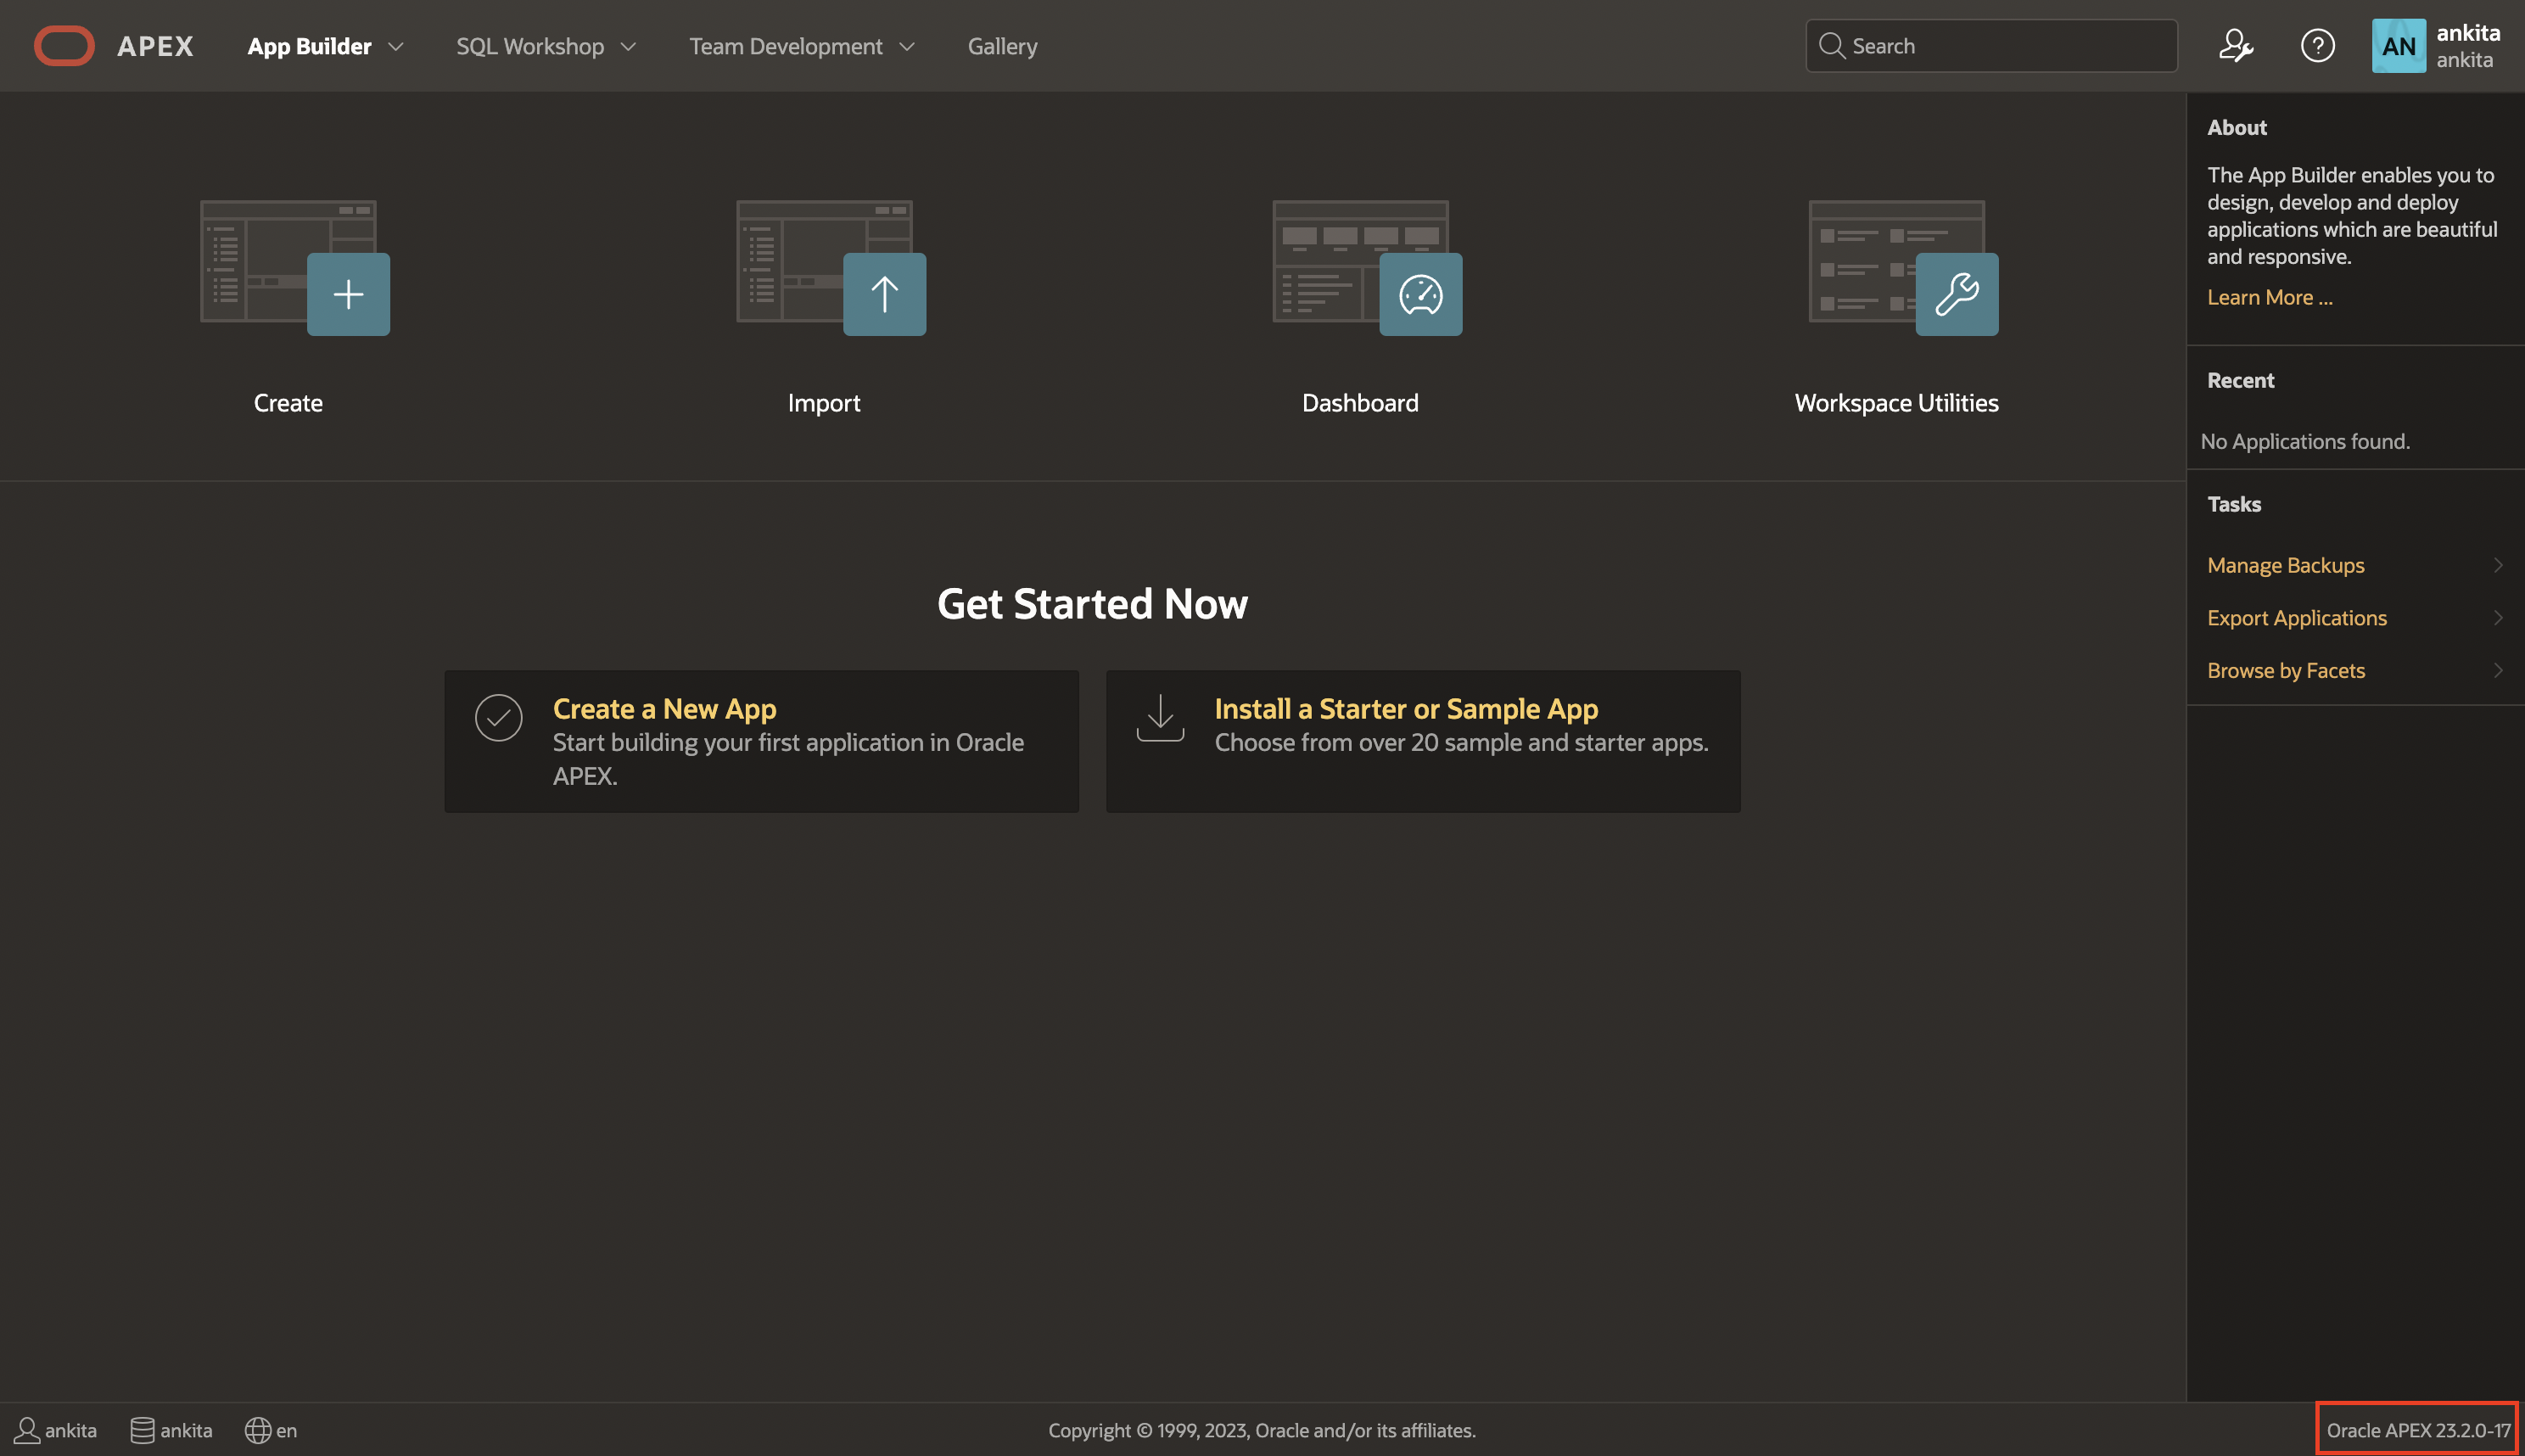 APEX
App Builder
SQL Workshop
Team Development
Gallery
Search
?
AN
ankita
ankita
Create
Import
Dashboard
Workspace Utilities
Get Started Now
Create a New App
Start building your first application in Oracle
APEX.
Install a Starter or Sample App
Choose from over 20 sample and starter apps.
About
The App Builder enables you to
design, develop and deploy
applications which are beautiful
and responsive.
Learn More ...
Recent
No Applications found.
Tasks
Manage Backups
Export Applications
Browse by Facets
ankita
ankita
en
Copyright © 1999, 2023, Oracle and/or its affiliates.
Oracle APEX 23.2.0-17